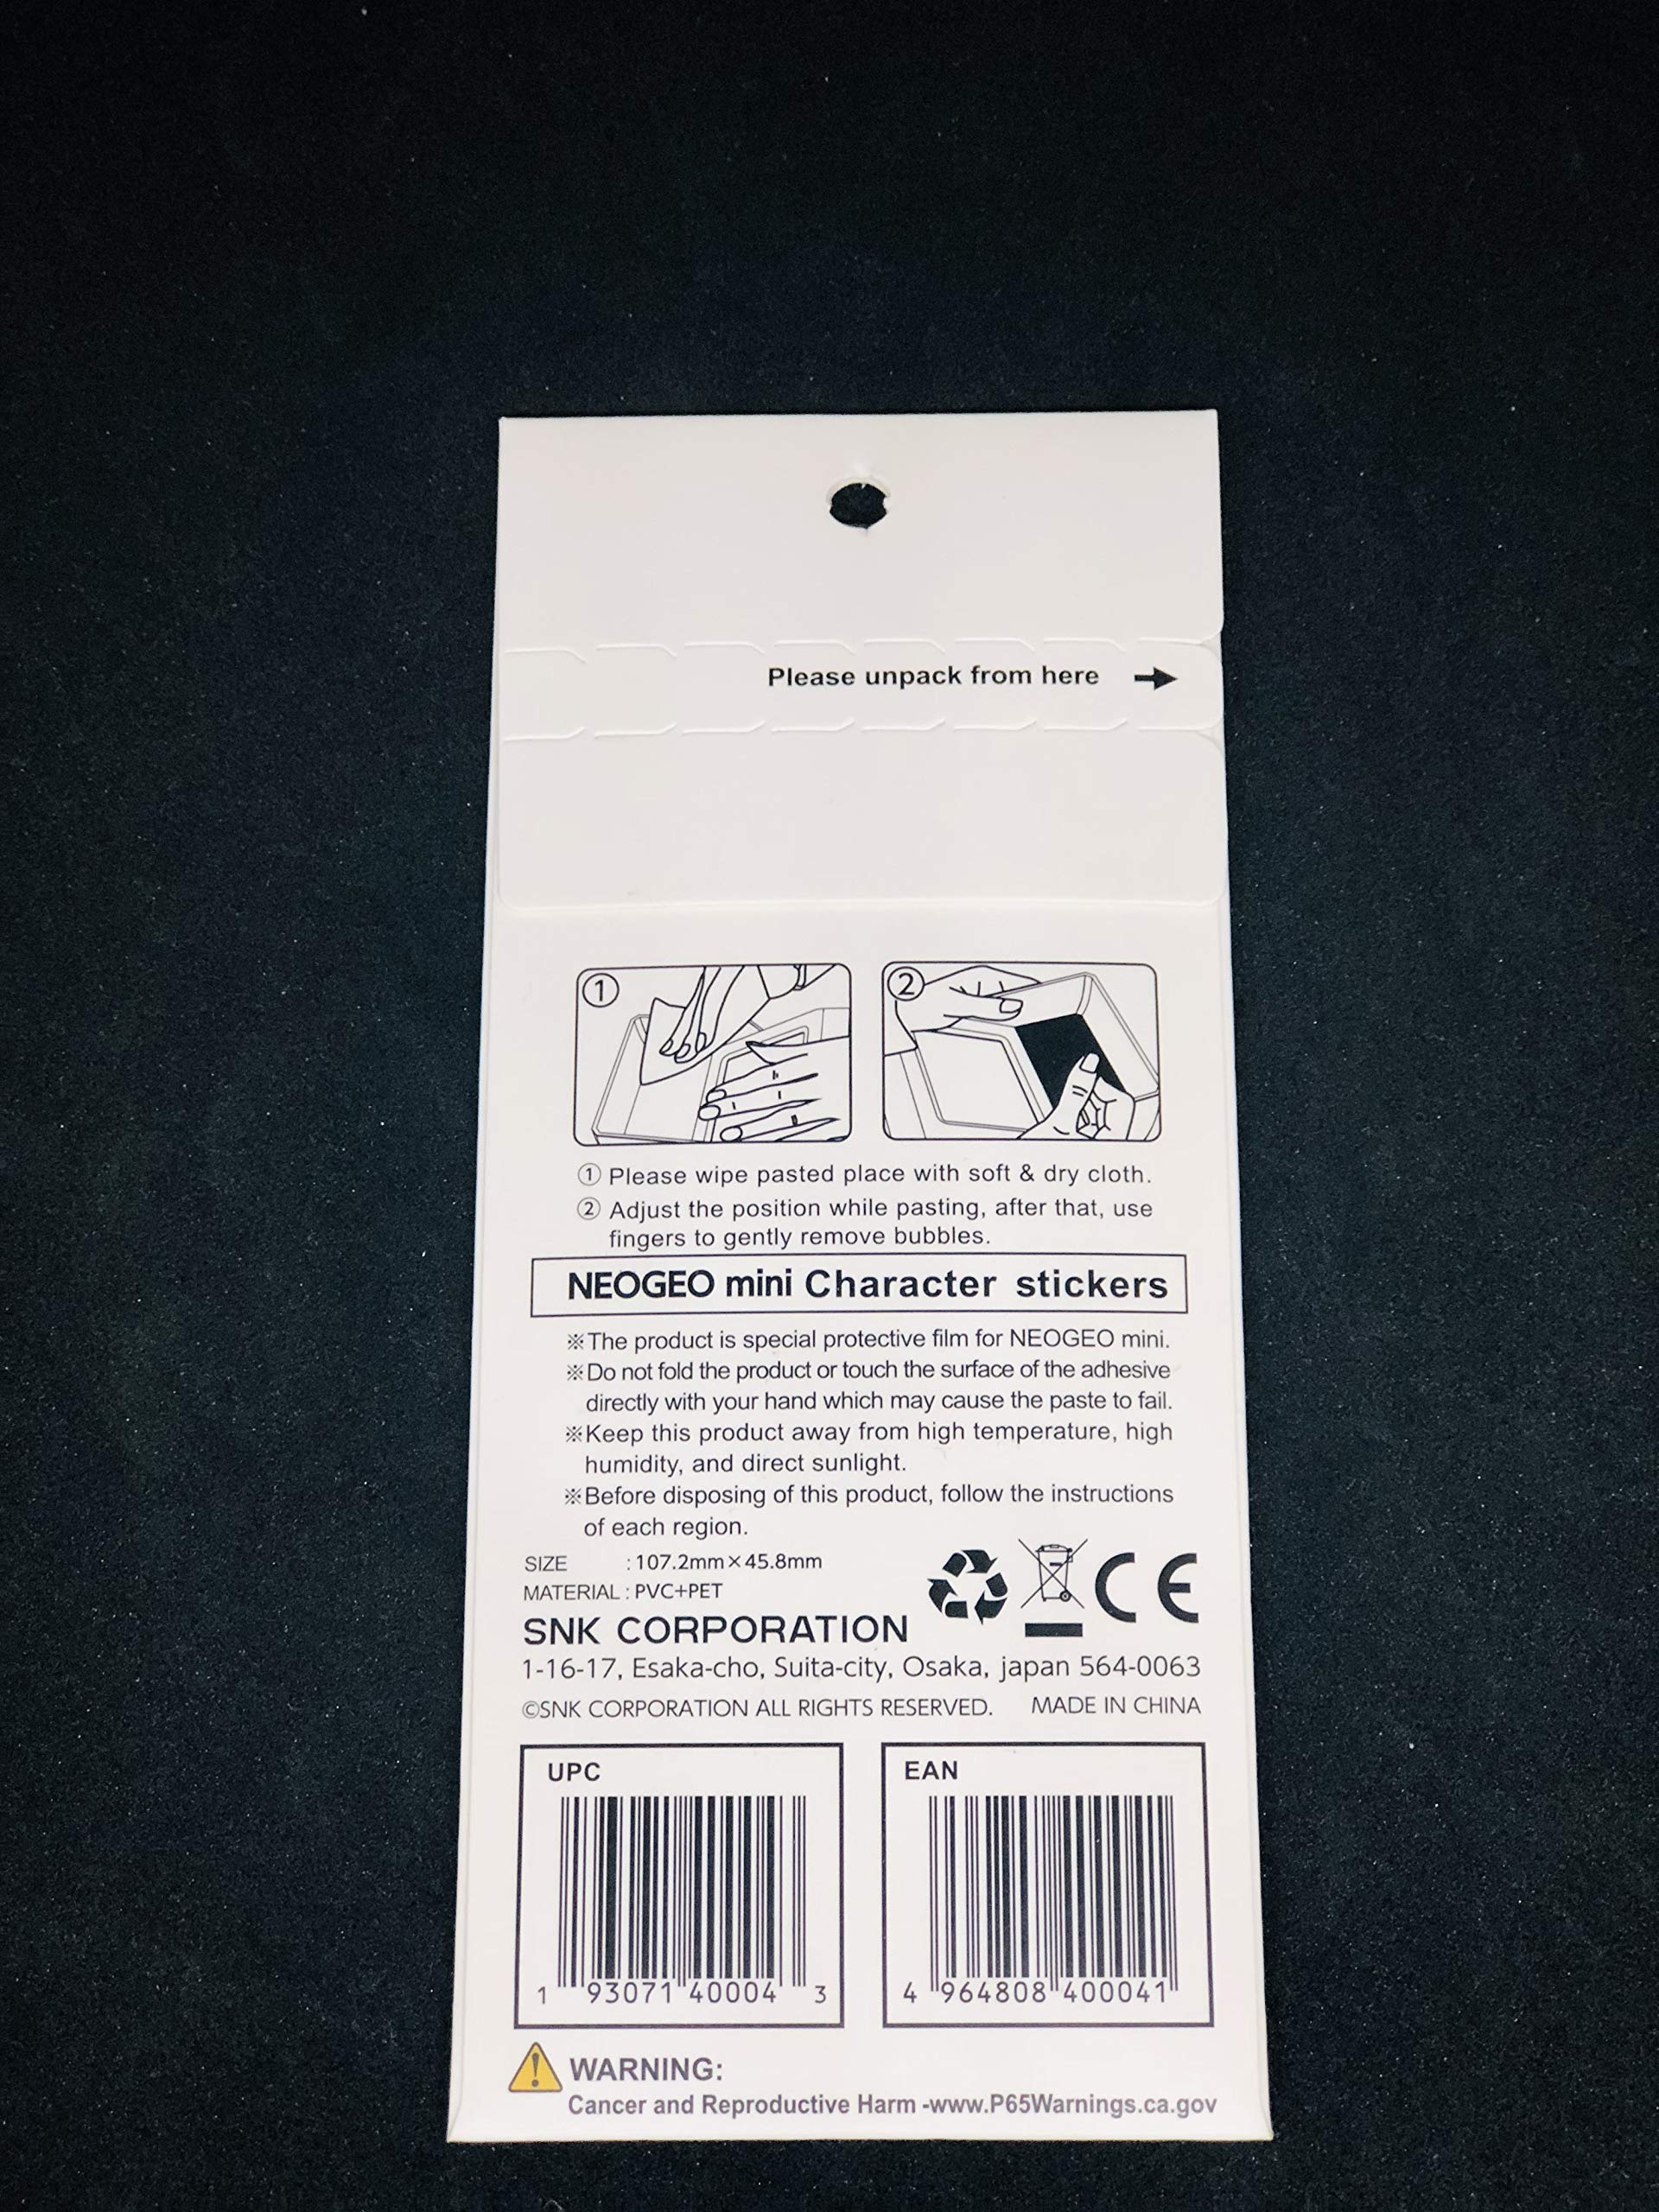 Please unpack from here →
① ②
① Please wipe pasted place with soft & dry cloth.
② Adjust the position while pasting, after that, use
fingers to gently remove bubbles.
NEOGEO mini Character stickers
※The product is special protective film for NEOGEO mini.
※Do not fold the product or touch the surface of the adhesive
directly with your hand which may cause the paste to fail.
※Keep this product away from high temperature, high
humidity, and direct sunlight.
※Before disposing of this product, follow the instructions
of each region.
SIZE : 107.2mm×45.8mm
MATERIAL : PVC+PET
CE
SNK CORPORATION
1-16-17, Esaka-cho, Suita-city, Osaka, japan 564-0063
©SNK CORPORATION ALL RIGHTS RESERVED. MADE IN CHINA
UPC
1 93071 40004 3
EAN
4 964808 400041
WARNING:
Cancer and Reproductive Harm -www.P65Warnings.ca.gov